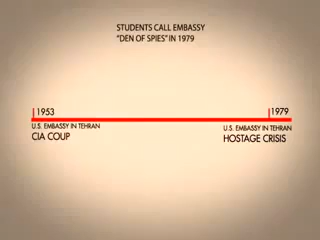 STUDENTS CALL EMBASSY
"DEN OF SPIES" IN 1979
1953
1979
U.S. EMBASSY IN TEHRAN
CIA COUP
U.S. EMBASSY IN TEHRAN
HOSTAGE CRISIS